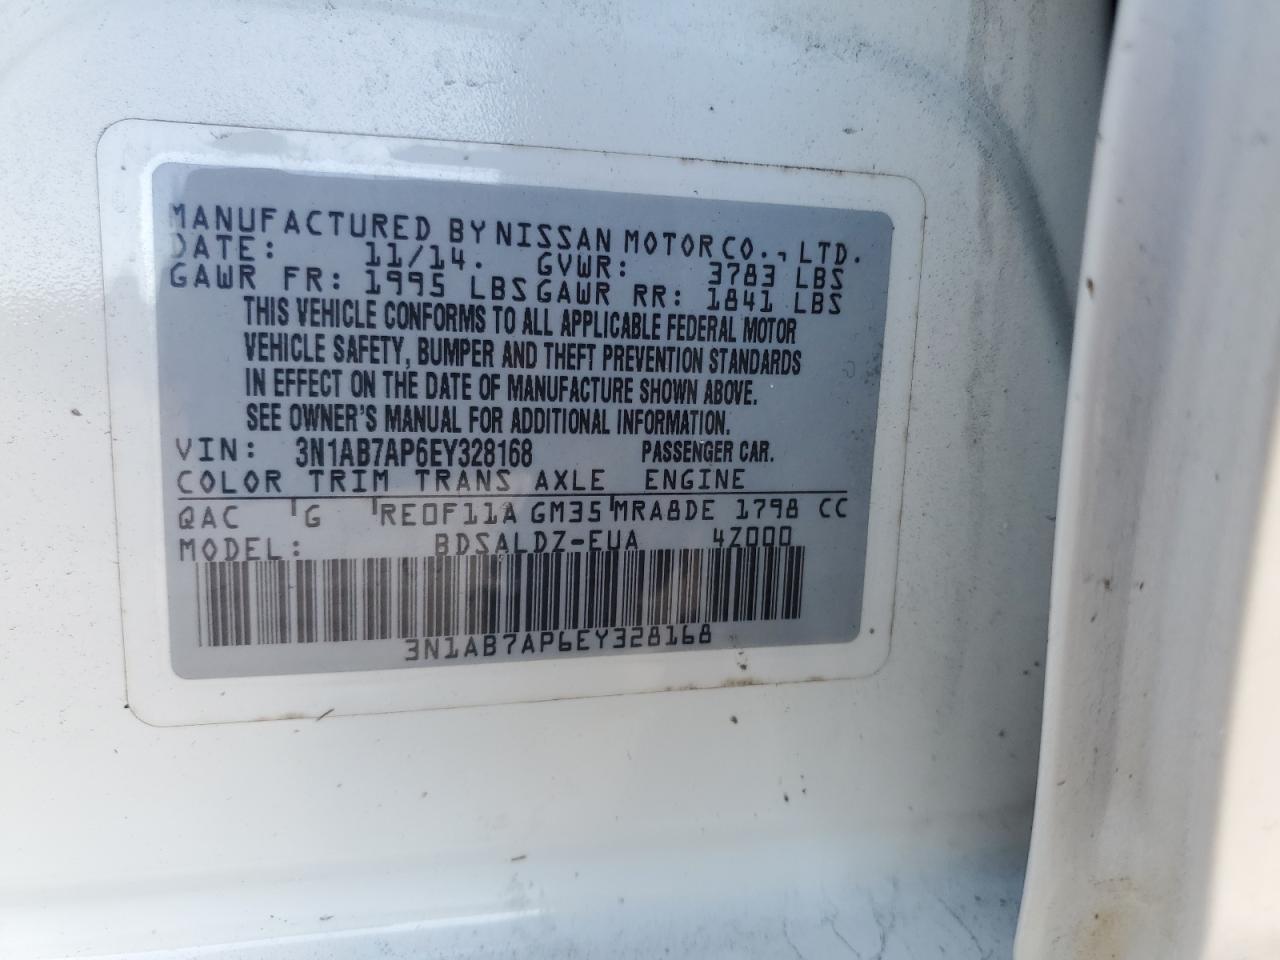 MANUFACTURED BY NISSAN MOTOR CO., LTD.
DATE: 11/14. GVWR: 3783 LBS
GAWR FR: 1995 LBS GAWR RR: 1841 LBS
THIS VEHICLE CONFORMS TO ALL APPLICABLE FEDERAL MOTOR
VEHICLE SAFETY, BUMPER AND THEFT PREVENTION STANDARDS
IN EFFECT ON THE DATE OF MANUFACTURE SHOWN ABOVE.
SEE OWNER'S MANUAL FOR ADDITIONAL INFORMATION.
VIN: 3N1AB7AP6EY328168 PASSENGER CAR.
COLOR TRIM TRANS AXLE ENGINE
QAC G RE0F11A GM35 MRA8DE 1798 CC
MODEL: BDSALDZ-EUA 4Z000
3N1AB7AP6EY328168